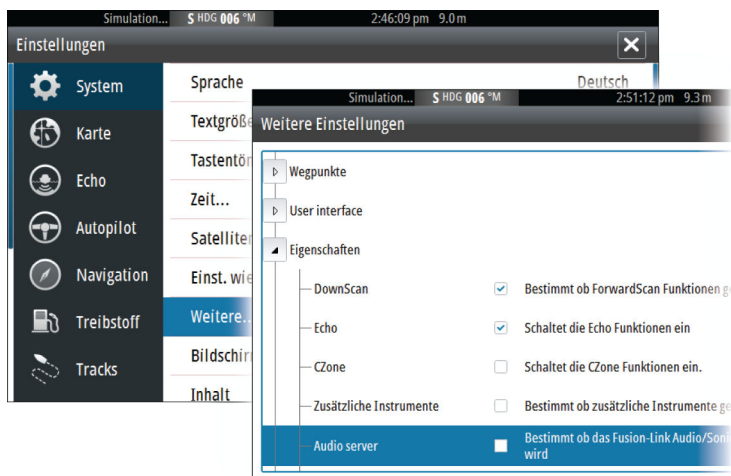 Simulation... S HDG 006 °M 2:46:09 pm 9.0 m
Einstellungen
System
Karte
Echo
Autopilot
Navigation
Treibstoff
Tracks
Sprache Deutsch
Zeit...
Weitere...
Inhalt
Simulation... S HDG 006 °M 2:51:12 pm 9.3 m
Weitere Einstellungen
Wegpunkte
User interface
Eigenschaften
DownScan Bestimmt ob ForwardScan Funktionen
Echo Schaltet die Echo Funktionen ein
CZone Schaltet die CZone Funktionen ein.
Zusätzliche Instrumente Bestimmt ob zusätzliche Instrumente
Audio server Bestimmt ob das Fusion-Link Audio/
wird